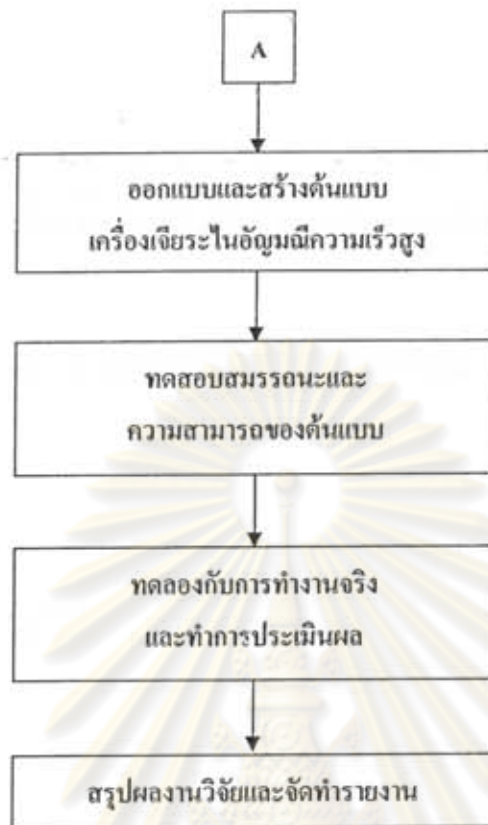 A
ออกแบบและสร้างต้นแบบ
เครื่องเจียระไนอัญมณีความเร็วสูง
ทดสอบสมรรถนะและ
ความสามารถของต้นแบบ
ทดลองกับการทำงานจริง
และทำการประเมินผล
สรุปผลงานวิจัยและจัดทำรายงาน